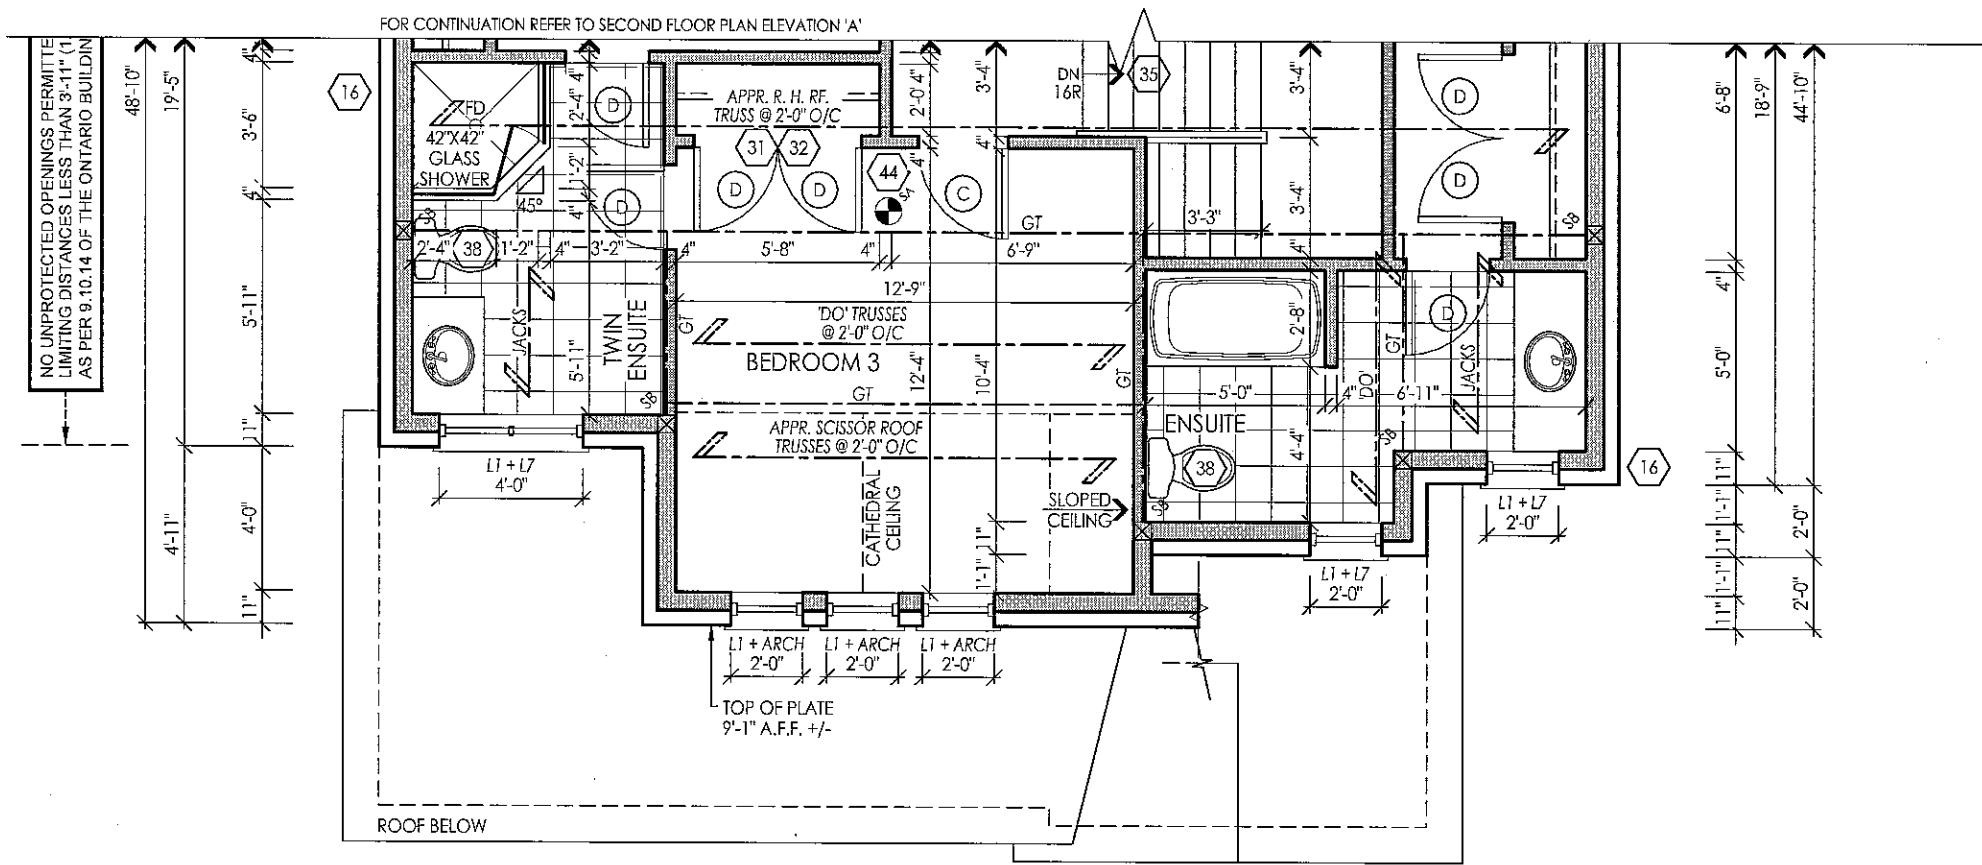 FOR CONTINUATION REFER TO SECOND FLOOR PLAN ELEVATION 'A'
NO UNPROTECTED OPENINGS PERMITTE
LIMITING DISTANCES LESS THAN 3'-11" (1.
AS PER 9.10.14 OF THE ONTARIO BUILDIN
48'-10"
19'-5"
4'-11"
4"
3'-6"
4"
5'-11"
11"
4'-0"
11"
16
FD
42"X42"
GLASS
SHOWER
45°
2'-4"
4"
2'-4"
1'-2"
4"
D
D
SB
2'-4"
38
1'-2"
4"
3'-2"
4"
5'-8"
4"
6'-9"
JACKS
TWIN
ENSUITE
5'-11"
SB
L1 + L7
4'-0"
APPR. R. H. RF.
TRUSS @ 2'-0" O/C
31
32
D
D
44
SA
C
2'-0"
4"
4"
3'-4"
4"
GT
12'-9"
'DO' TRUSSES
@ 2'-0" O/C
GT
BEDROOM 3
12'-4"
10'-4"
GT
GT
APPR. SCISSOR ROOF
TRUSSES @ 2'-0" O/C
CATHEDRAL
CEILING
SLOPED
CEILING
11"
1'-1"
L1 + ARCH
2'-0"
L1 + ARCH
2'-0"
L1 + ARCH
2'-0"
TOP OF PLATE
9'-1" A.F.F. +/-
ROOF BELOW
DN
16R
35
3'-4"
3'-4"
4"
3'-3"
D
D
SB
2'-8"
GT
D
JACKS
'DO'
5'-0"
4"
6'-11"
ENSUITE
4'-4"
38
SB
SB
L1 + L7
2'-0"
L1 + L7
2'-0"
16
6'-8"
4"
5'-0"
11"
1'-1"
11"
1'-1"
11"
18'-9"
44'-10"
2'-0"
2'-0"